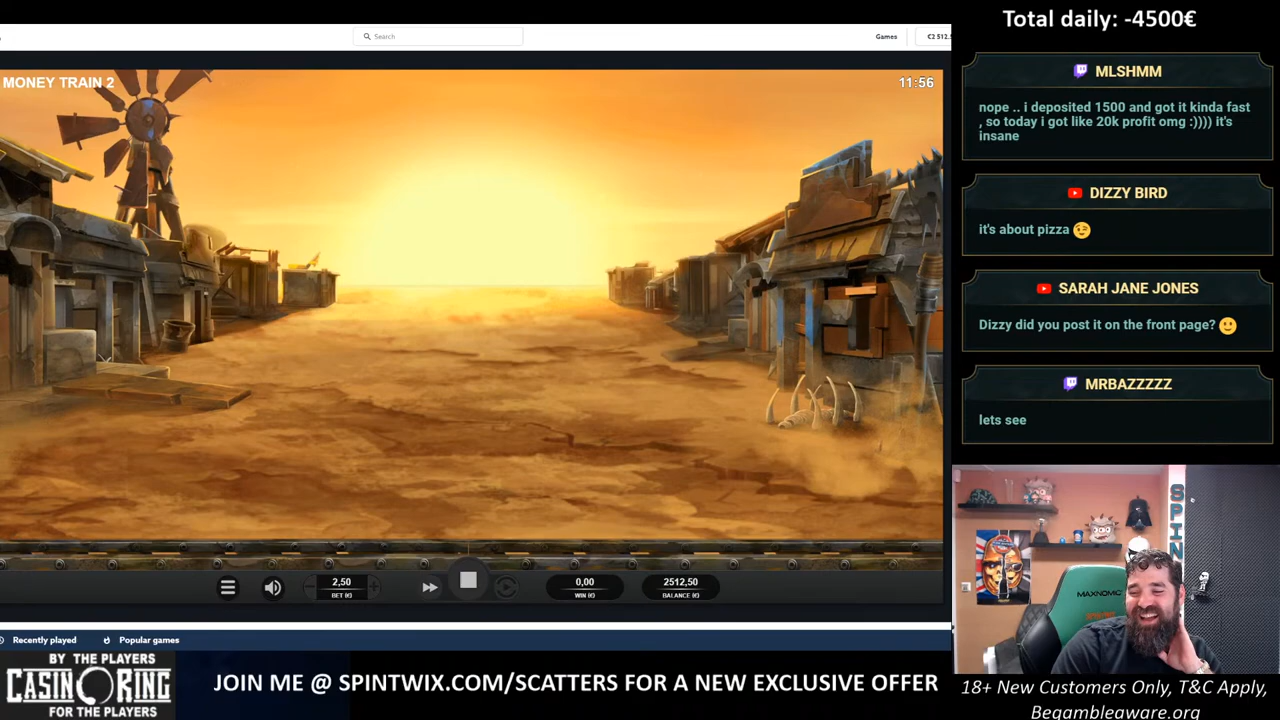 Total daily: -4500€
Search
Games
€2 512.5
MONEY TRAIN 2
11:56
MLSHMM
nope .. i deposited 1500 and got it kinda fast
, so today i got like 20k profit omg :)))) it's
insane
DIZZY BIRD
it's about pizza 😉
SARAH JANE JONES
Dizzy did you post it on the front page? 🙂
MRBAZZZZZ
lets see
SPIN
MAXNOMIC
2,50
BET (€)
0,00
WIN (€)
2512,50
BALANCE (€)
Recently played
Popular games
BY THE PLAYERS
CASINO RING
FOR THE PLAYERS
JOIN ME @ SPINTWIX.COM/SCATTERS FOR A NEW EXCLUSIVE OFFER
18+ New Customers Only, T&C Apply,
Begambleaware.org